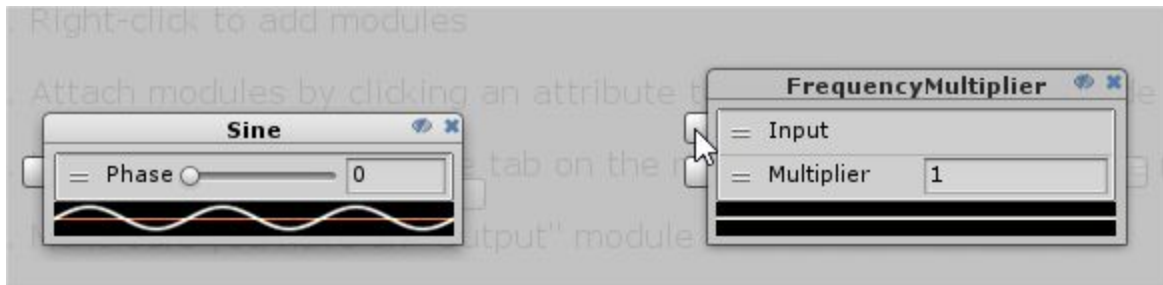 . Right-click to add modules
. Attach modules by clicking an attribute t
FrequencyMultiplier
Sine
Input
Phase 0
tab on the
Multiplier 1
utput" module